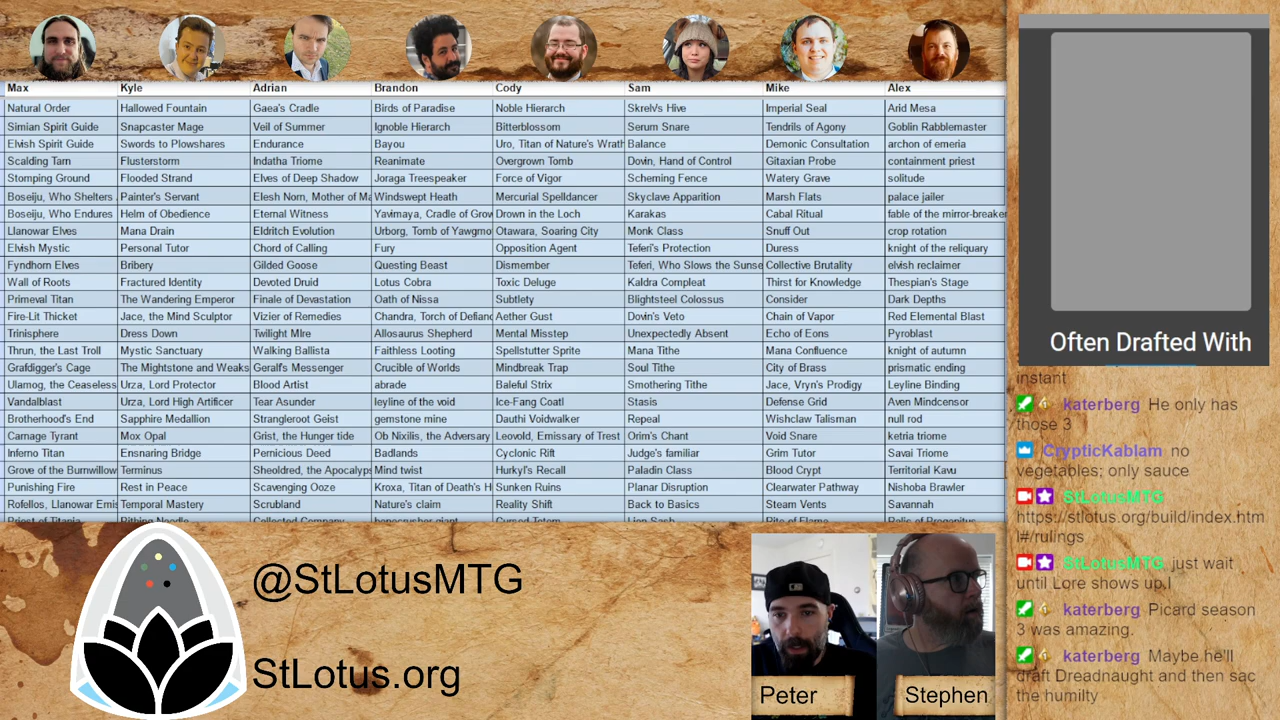 Max Kyle Adrian Brandon Cody Sam Mike Alex
Natural Order Hallowed Fountain Gaea's Cradle Birds of Paradise Noble Hierarch Skrelv's Hive Imperial Seal Arid Mesa
Simian Spirit Guide Snapcaster Mage Veil of Summer Ignoble Hierarch Bitterblossom Serum Snare Tendrils of Agony Goblin Rabblemaster
Elvish Spirit Guide Swords to Plowshares Endurance Bayou Uro, Titan of Nature's Wrath Balance Demonic Consultation archon of emeria
Scalding Tarn Flusterstorm Indatha Triome Reanimate Overgrown Tomb Dovin, Hand of Control Gitaxian Probe containment priest
Stomping Ground Flooded Strand Elves of Deep Shadow Joraga Treespeaker Force of Vigor Scheming Fence Watery Grave solitude
Boseiju, Who Shelters Painter's Servant Elesh Norn, Mother of Ma Windswept Heath Mercurial Spelldancer Skyclave Apparition Marsh Flats palace jailer
Boseiju, Who Endures Helm of Obedience Eternal Witness Yavimaya, Cradle of Grow Drown in the Loch Karakas Cabal Ritual fable of the mirror-breaker
Llanowar Elves Mana Drain Eldritch Evolution Urborg, Tomb of Yawgmo Otawara, Soaring City Monk Class Snuff Out crop rotation
Elvish Mystic Personal Tutor Chord of Calling Fury Opposition Agent Teferi's Protection Duress knight of the reliquary
Fyndhorn Elves Bribery Gilded Goose Questing Beast Dismember Teferi, Who Slows the Sunse Collective Brutality elvish reclaimer
Wall of Roots Fractured Identity Devoted Druid Lotus Cobra Toxic Deluge Kaldra Compleat Thirst for Knowledge Thespian's Stage
Primeval Titan The Wandering Emperor Finale of Devastation Oath of Nissa Subtlety Blightsteel Colossus Consider Dark Depths
Fire-Lit Thicket Jace, the Mind Sculptor Vizier of Remedies Chandra, Torch of Defianc Aether Gust Dovin's Veto Chain of Vapor Red Elemental Blast
Trinisphere Dress Down Twilight MIre Allosaurus Shepherd Mental Misstep Unexpectedly Absent Echo of Eons Pyroblast
Thrun, the Last Troll Mystic Sanctuary Walking Ballista Faithless Looting Spellstutter Sprite Mana Tithe Mana Confluence knight of autumn
Grafdigger's Cage The Mightstone and Weaks Geralf's Messenger Crucible of Worlds Mindbreak Trap Soul Tithe City of Brass prismatic ending
Ulamog, the Ceaseless Urza, Lord Protector Blood Artist abrade Baleful Strix Smothering Tithe Jace, Vryn's Prodigy Leyline Binding
Vandalblast Urza, Lord High Artificer Tear Asunder leyline of the void Ice-Fang Coatl Stasis Defense Grid Aven Mindcensor
Brotherhood's End Sapphire Medallion Strangleroot Geist gemstone mine Dauthi Voidwalker Repeal Wishclaw Talisman null rod
Carnage Tyrant Mox Opal Grist, the Hunger tide Ob Nixilis, the Adversary Leovold, Emissary of Trest Orim's Chant Void Snare ketria triome
Inferno Titan Ensnaring Bridge Pernicious Deed Badlands Cyclonic Rift Judge's familiar Grim Tutor Savai Triome
Grove of the Burnwillow Terminus Sheoldred, the Apocalyps Mind twist Hurkyl's Recall Paladin Class Blood Crypt Territorial Kavu
Punishing Fire Rest in Peace Scavenging Ooze Kroxa, Titan of Death's H Sunken Ruins Planar Disruption Clearwater Pathway Nishoba Brawler
Rofellos, Llanowar Emis Temporal Mastery Scrubland Nature's claim Reality Shift Back to Basics Steam Vents Savannah
Often Drafted With
instant
katerberg He only has
those 3
CrypticKablam no
vegetables; only sauce
StLotusMTG
https://stlotus.org/build/index.htm
l#/rulings
StLotusMTG just wait
until Lore shows up,l
katerberg Picard season
3 was amazing.
katerberg Maybe he'll
draft Dreadnaught and then sac
the humilty
@StLotusMTG
StLotus.org
Peter
Stephen